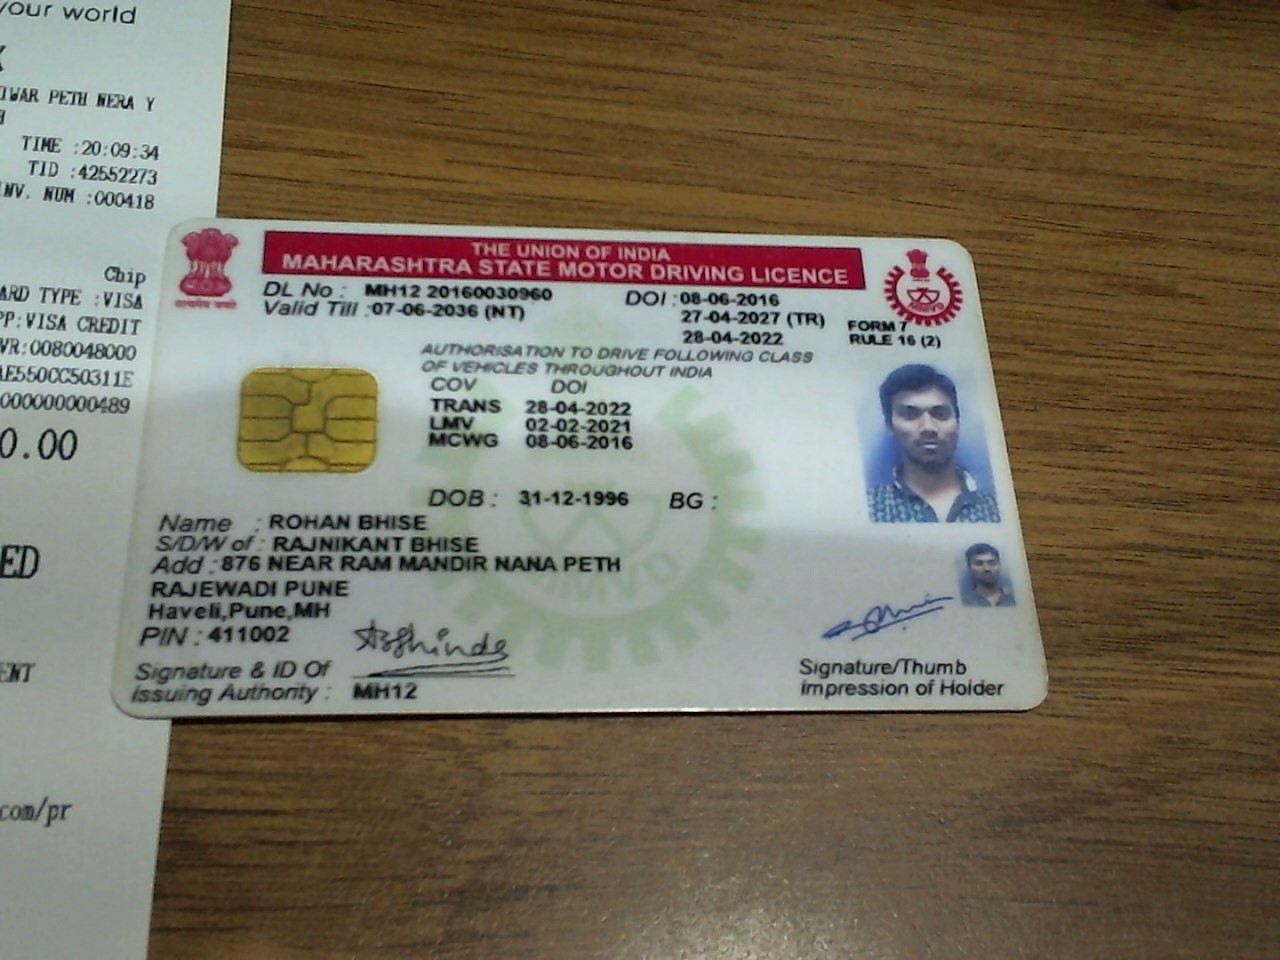 your world
PETH NERA Y
TIME :20:09:34
TID :42552273
NV. NUM :000418
Chip
ARD TYPE :VISA
PP:VISA CREDIT
VR:0080048000
AE550CC50311E
000000000489
0.00
ED
ENT
com/pr
THE UNION OF INDIA
MAHARASHTRA STATE MOTOR DRIVING LICENCE
DL No : MH12 20160030960 DOI : 08-06-2016
Valid Till : 07-06-2036 (NT) 27-04-2027 (TR) FORM 7
28-04-2022 RULE 16 (2)
AUTHORISATION TO DRIVE FOLLOWING CLASS
OF VEHICLES THROUGHOUT INDIA
COV DOI
TRANS 28-04-2022
LMV 02-02-2021
MCWG 08-06-2016
DOB : 31-12-1996 BG :
Name : ROHAN BHISE
S/D/W of : RAJNIKANT BHISE
Add : 876 NEAR RAM MANDIR NANA PETH
RAJEWADI PUNE
Haveli,Pune,MH
PIN : 411002
Signature & ID Of
Issuing Authority : MH12
Signature/Thumb
Impression of Holder